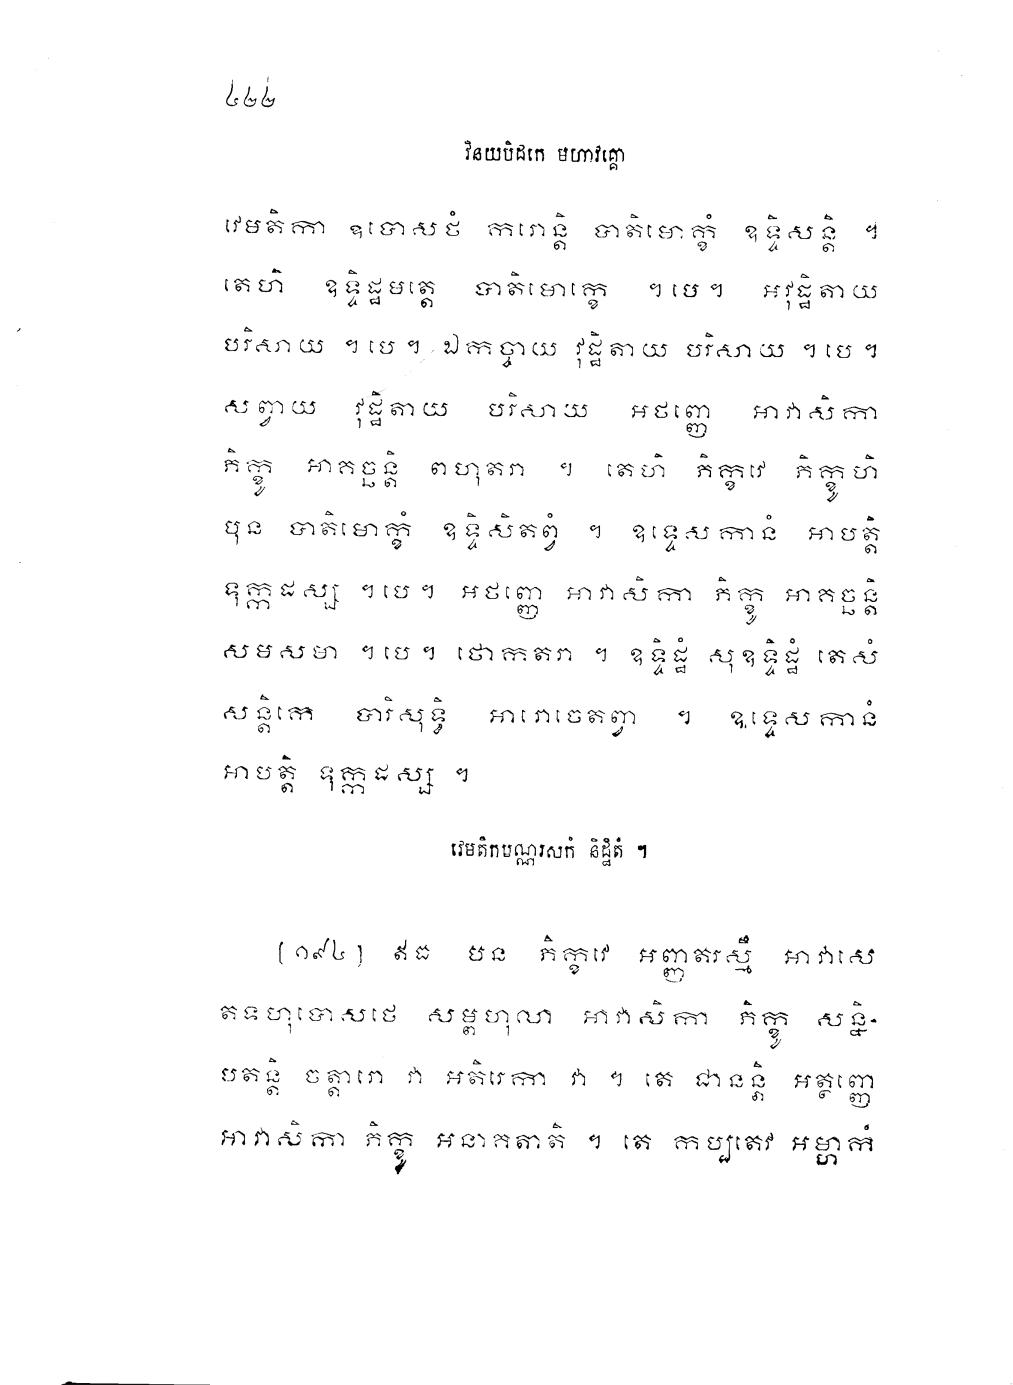 ៤២២
វិនយបិដកេ មហាវគ្គោ
វេមតិកា ឧបោសថំ ករោន្តិ បាតិមោក្ខំ ឧទ្ទិសន្តិ ។
តេហិ ឧទ្ទិដ្ឋមត្តេ បាតិមោក្ខេ ។បេ។ អវុដ្ឋិតាយ
បរិសាយ ។បេ។ ឯកច្ចាយ វុដ្ឋិតាយ បរិសាយ ។បេ។
សព្វាយ វុដ្ឋិតាយ បរិសាយ អថញ្ញេ អាវាសិកា
ភិក្ខូ អាគច្ឆន្តិ ពហុតរា ។ តេហិ ភិក្ខវេ ភិក្ខូហិ
បុន បាតិមោក្ខំ ឧទ្ទិសិតព្វំ ។ ឧទ្ទេសកានំ អាបត្តិ
ទុក្កដស្ស ។បេ។ អថញ្ញេ អាវាសិកា ភិក្ខូ អាគច្ឆន្តិ
សមសមា ។បេ។ ថោកតរា ។ ឧទ្ទិដ្ឋំ សុឧទ្ទិដ្ឋំ តេសំ
សន្តិកេ បារិសុទ្ធិ អារោចេតព្វា ។ ឧទ្ទេសកានំ
អាបត្តិ ទុក្កដស្ស ។
វេមតិកបណ្ណរសកំ និដ្ឋិតំ ។
[១៩៤] ឥធ បន ភិក្ខវេ អញ្ញតរស្មឹ អាវាសេ
តទហុបោសថេ សម្ពហុលា អាវាសិកា ភិក្ខូ សន្និ-
បតន្តិ ចត្តារោ វា អតិរេកា វា ។ តេ ជានន្តិ អត្ថញ្ញេ
អាវាសិកា ភិក្ខូ អនាគតាតិ ។ តេ កប្បតេវ អម្ហាកំ